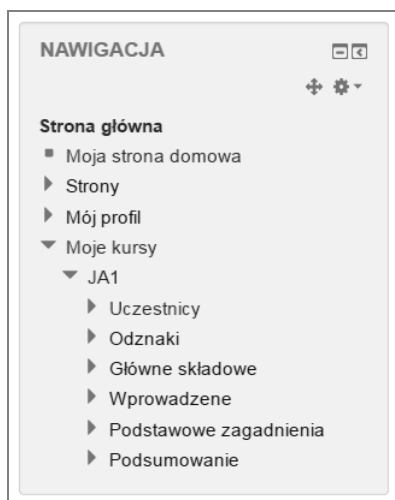 NAWIGACJA
Strona główna
Moja strona domowa
Strony
Mój profil
Moje kursy
JA1
Uczestnicy
Odznaki
Główne składowe
Wprowadzene
Podstawowe zagadnienia
Podsumowanie